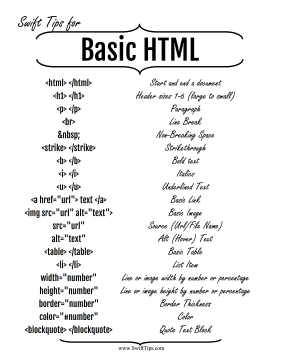 Swift Tips for
Basic HTML
<html> </html> Start and end a document
<h1> </h1> Header sizes 1-6 (large to small)
<p> </p> Paragraph
<br> Line Break
&nbsp; Non-Breaking Space
<strike> </strike> Strikethrough
<b> </b> Bold text
<i> </i> Italics
<u> </u> Underlined Text
<a href="url"> text </a> Basic Link
<img src="url" alt="text"> Basic Image
src="url" Source (Url/File Name)
alt="text" Alt (Hover) Text
<table> </table> Basic Table
<li> </li> List Item
width="number" Line or image width by number or percentage
height="number" Line or image height by number or percentage
border="number" Border Thickness
color="#number" Color
<blockquote> </blockquote> Quote Text Block
www.SwiftTips.com